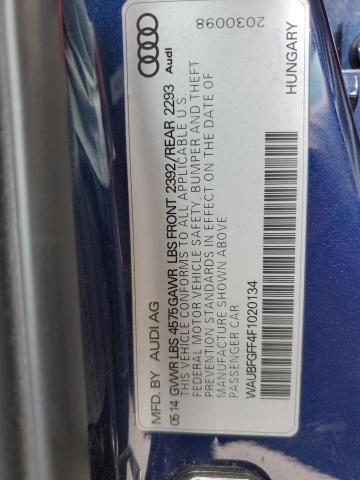 2030098
Audi
HUNGARY
MFD. BY AUDI AG
0514 GVWR LBS 4575 GAWR LBS FRONT 2392/REAR 2293
THIS VEHICLE CONFORMS TO ALL APPLICABLE U.S.
FEDERAL MOTOR VEHICLE SAFETY, BUMPER AND THEFT
PREVENTION STANDARDS IN EFFECT ON THE DATE OF
MANUFACTURE SHOWN ABOVE
PASSENGER CAR
WAUBFGFF4F1020134